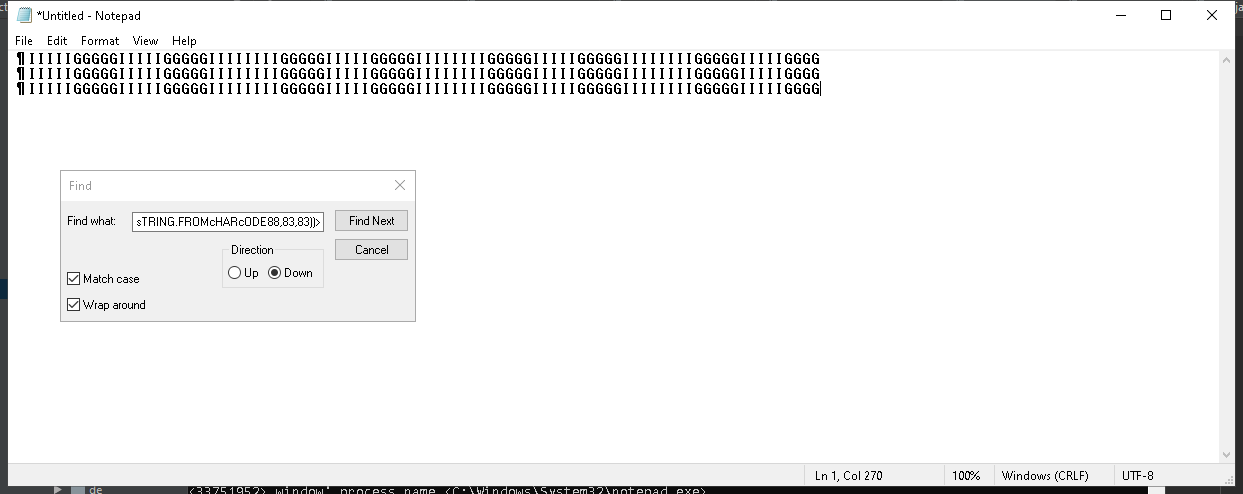 *Untitled - Notepad
File Edit Format View Help
¶IIIIIGGGGGIIIIIGGGGGIIIIIIIIGGGGGIIIIIGGGGGIIIIIIIIGGGGGIIIIIGGGGGIIIIIIIIGGGGGIIIIIGGGG
¶IIIIIGGGGGIIIIIGGGGGIIIIIIIIGGGGGIIIIIGGGGGIIIIIIIIGGGGGIIIIIGGGGGIIIIIIIIGGGGGIIIIIGGGG
¶IIIIIGGGGGIIIIIGGGGGIIIIIIIIGGGGGIIIIIGGGGGIIIIIIIIGGGGGIIIIIGGGGGIIIIIIIIGGGGGIIIIIGGGG
Find
Find what: sTRING.FROMcHARcODE88,83,83))> Find Next
Direction Cancel
Up Down
Match case
Wrap around
Ln 1, Col 270 100% Windows (CRLF) UTF-8
de <33751952> window' process name <C:\Windows\System32\notepad.exe>